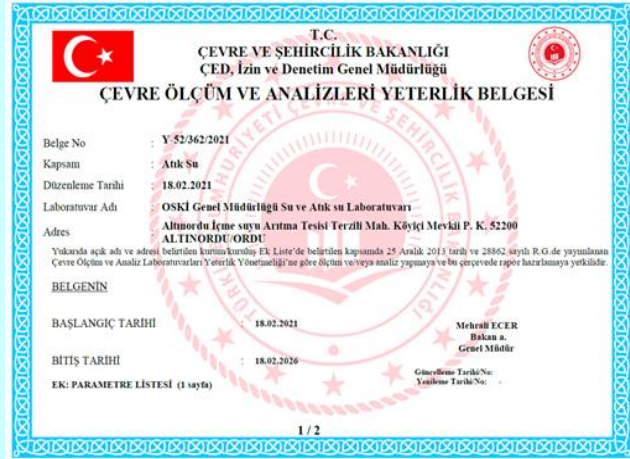 T.C.
ÇEVRE VE ŞEHİRCİLİK BAKANLIĞI
ÇED, İzin ve Denetim Genel Müdürlüğü
ÇEVRE ÖLÇÜM VE ANALİZLERİ YETERLİK BELGESİ
Belge No : Y-52/362/2021
Kapsam : Atık Su
Düzenleme Tarihi : 18.02.2021
Laboratuvar Adı : OSKİ Genel Müdürlüğü Su ve Atık su Laboratuvarı
Adres : Altınordu İçme suyu Arıtma Tesisi Terzili Mah. Köyiçi Mevkii P. K. 52200
ALTINORDU/ORDU
Yukarıda açık adı ve adresi belirtilen kurum/kuruluş Ek Liste'de belirtilen kapsamda 25 Aralık 2013 tarih ve 28862 sayılı R.G.de yayımlanan
Çevre Ölçüm ve Analiz Laboratuvarları Yeterlik Yönetmeliği'ne göre ölçüm ve/veya analiz yapmaya ve bu çerçevede rapor hazırlamaya yetkilidir.
BELGENİN
BAŞLANGIÇ TARİHİ : 18.02.2021
Mehrali ECER
Bakan a.
Genel Müdür
BİTİŞ TARİHİ : 18.02.2026
Güncelleme Tarihi/No:
Yenileme Tarihi/No: -
EK: PARAMETRE LİSTESİ (1 sayfa)
1 / 2